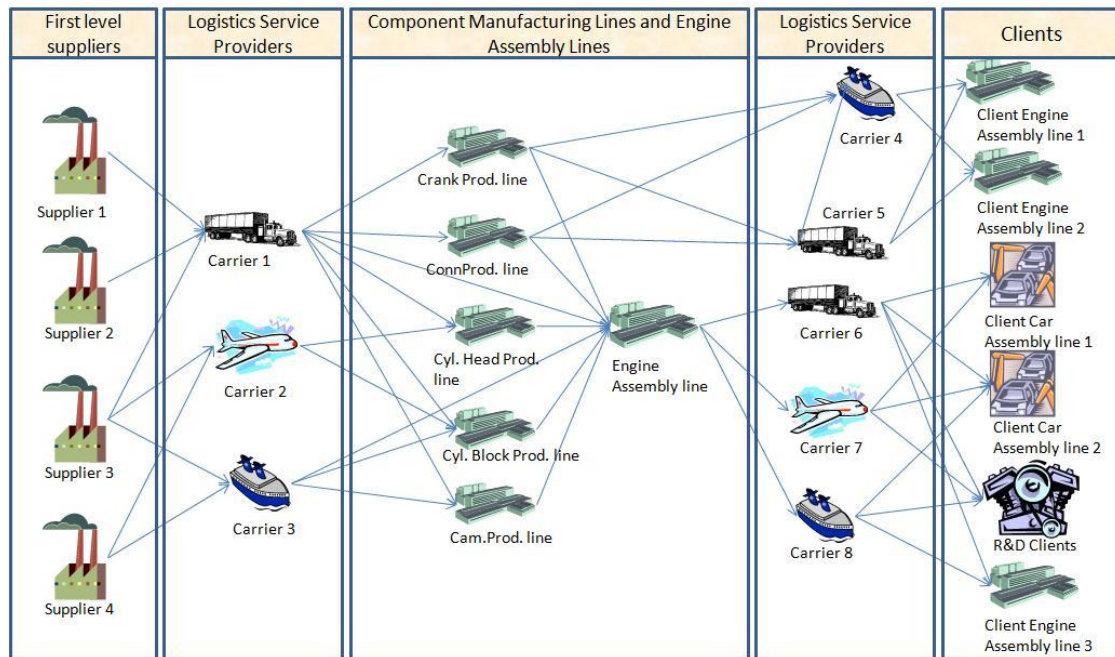 First level
suppliers
Logistics Service
Providers
Component Manufacturing Lines and Engine
Assembly Lines
Logistics Service
Providers
Clients
Supplier 1
Supplier 2
Supplier 3
Supplier 4
Carrier 1
Carrier 2
Carrier 3
Crank Prod. line
ConnProd. line
Cyl. Head Prod.
line
Cyl. Block Prod. line
Cam.Prod. line
Engine
Assembly line
Carrier 4
Carrier 5
Carrier 6
Carrier 7
Carrier 8
Client Engine
Assembly line 1
Client Engine
Assembly line 2
Client Car
Assembly line 1
Client Car
Assembly line 2
R&D Clients
Client Engine
Assembly line 3